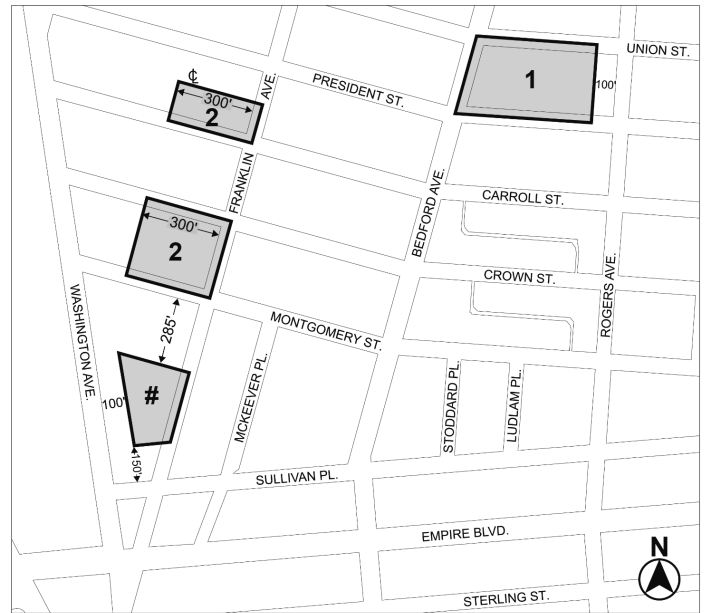 UNION ST.
1
100'
PRESIDENT ST.
℄
300'
2
AVE.
FRANKLIN
CARROLL ST.
BEDFORD AVE.
300'
2
CROWN ST.
ROGERS AVE.
WASHINGTON AVE.
285'
MONTGOMERY ST.
MCKEEVER PL.
STODDARD PL.
LUDLAM PL.
100'
#
150'
SULLIVAN PL.
EMPIRE BLVD.
N
STERLING ST.